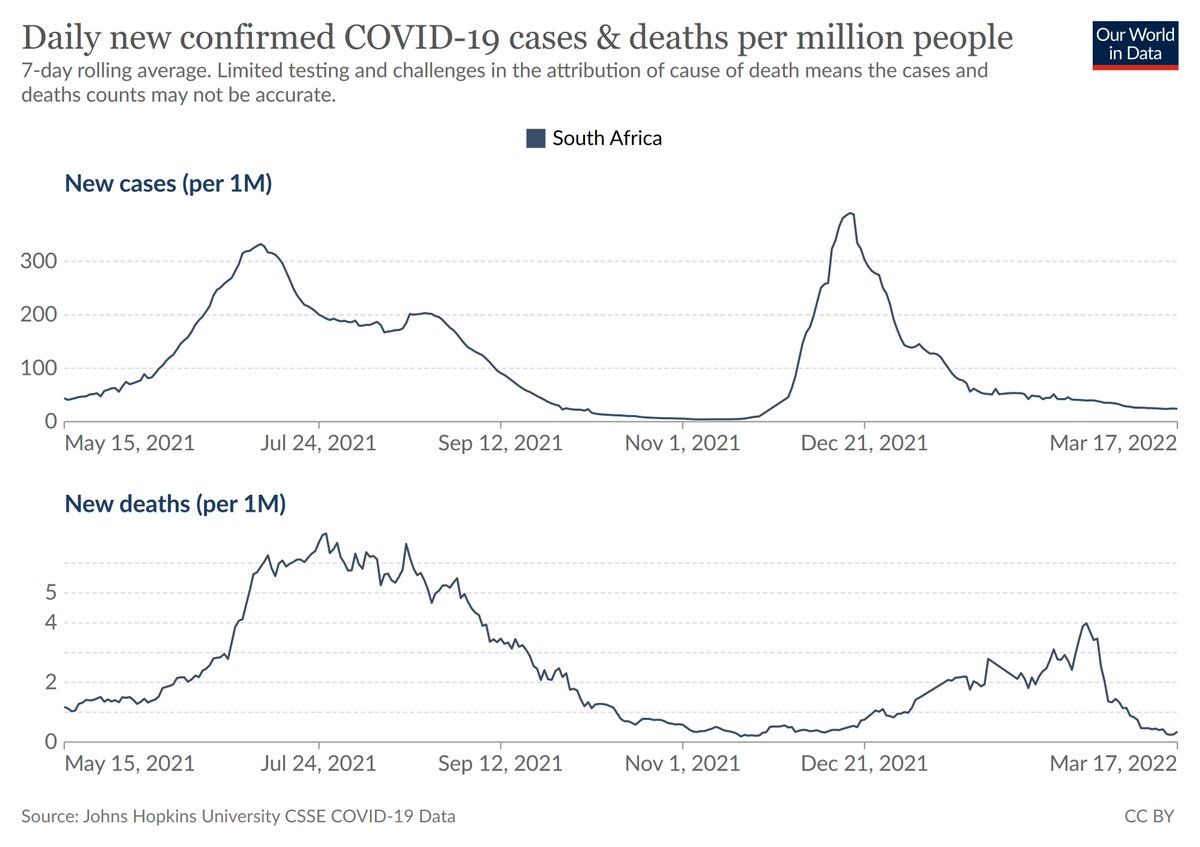 Daily new confirmed COVID-19 cases & deaths per million people
Our World
in Data
7-day rolling average. Limited testing and challenges in the attribution of cause of death means the cases and
deaths counts may not be accurate.
South Africa
New cases (per 1M)
300
200
100
0
May 15, 2021 Jul 24, 2021 Sep 12, 2021 Nov 1, 2021 Dec 21, 2021 Mar 17, 2022
New deaths (per 1M)
5
4
2
0
May 15, 2021 Jul 24, 2021 Sep 12, 2021 Nov 1, 2021 Dec 21, 2021 Mar 17, 2022
Source: Johns Hopkins University CSSE COVID-19 Data CC BY